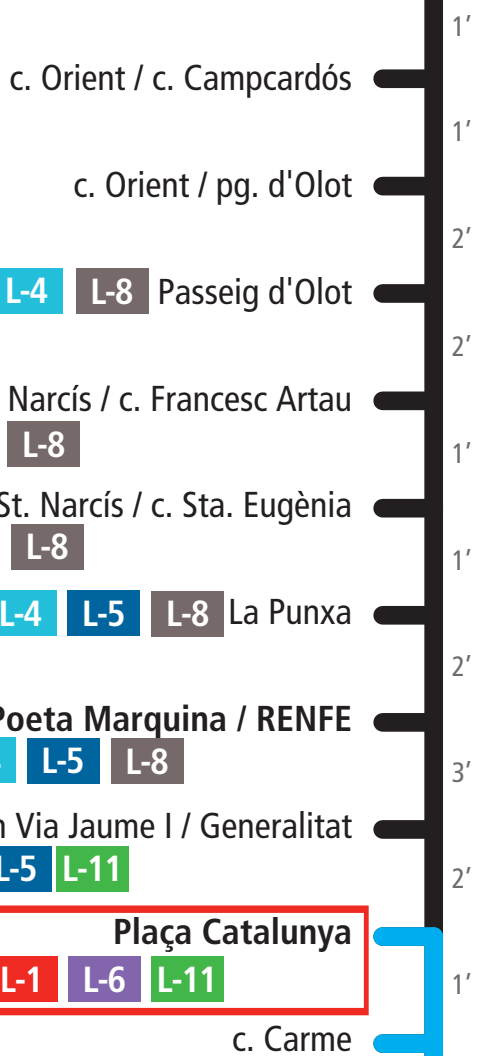 1’
c. Orient / c. Campcardós
1’
c. Orient / pg. d'Olot
2’
L-4 L-8 Passeig d'Olot
2’
Narcís / c. Francesc Artau
L-8
1’
St. Narcís / c. Sta. Eugènia
L-8
1’
L-4 L-5 L-8 La Punxa
2’
Poeta Marquina / RENFE
L-5 L-8
3’
Via Jaume I / Generalitat
L-5 L-11
2’
Plaça Catalunya
L-1 L-6 L-11
1’
c. Carme